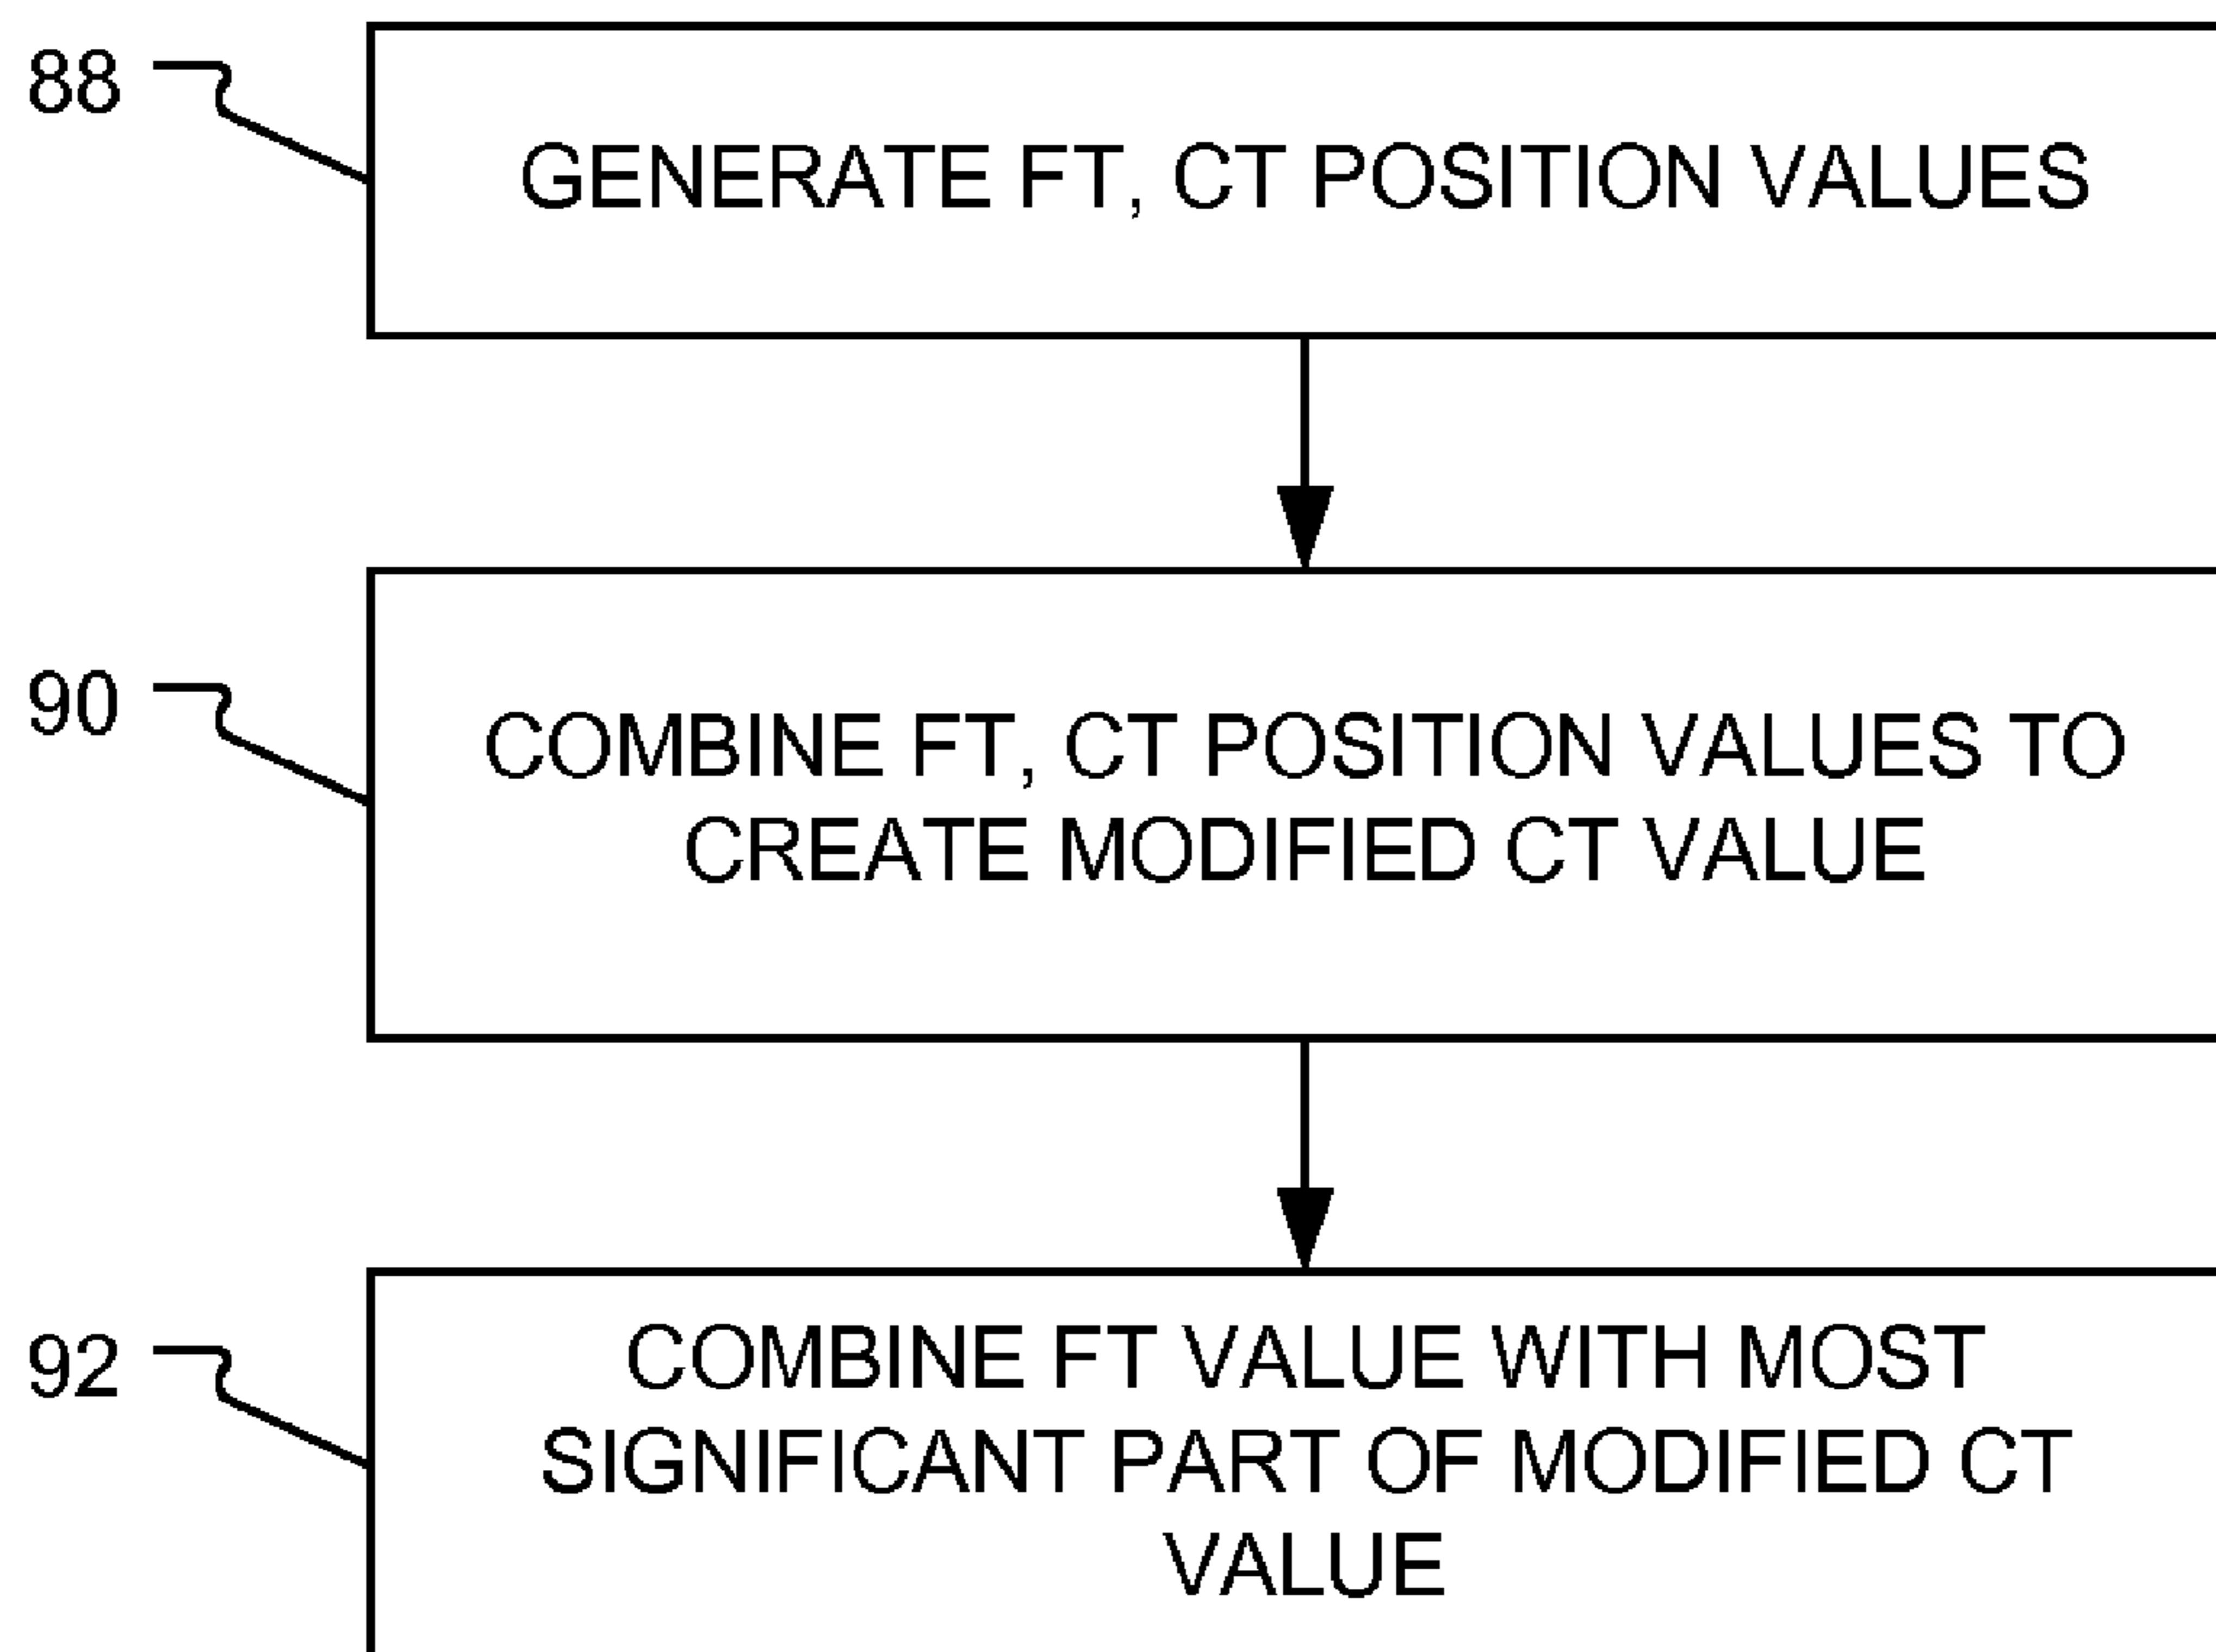 88
GENERATE FT, CT POSITION VALUES
90
COMBINE FT, CT POSITION VALUES TO
CREATE MODIFIED CT VALUE
92
COMBINE FT VALUE WITH MOST
SIGNIFICANT PART OF MODIFIED CT
VALUE